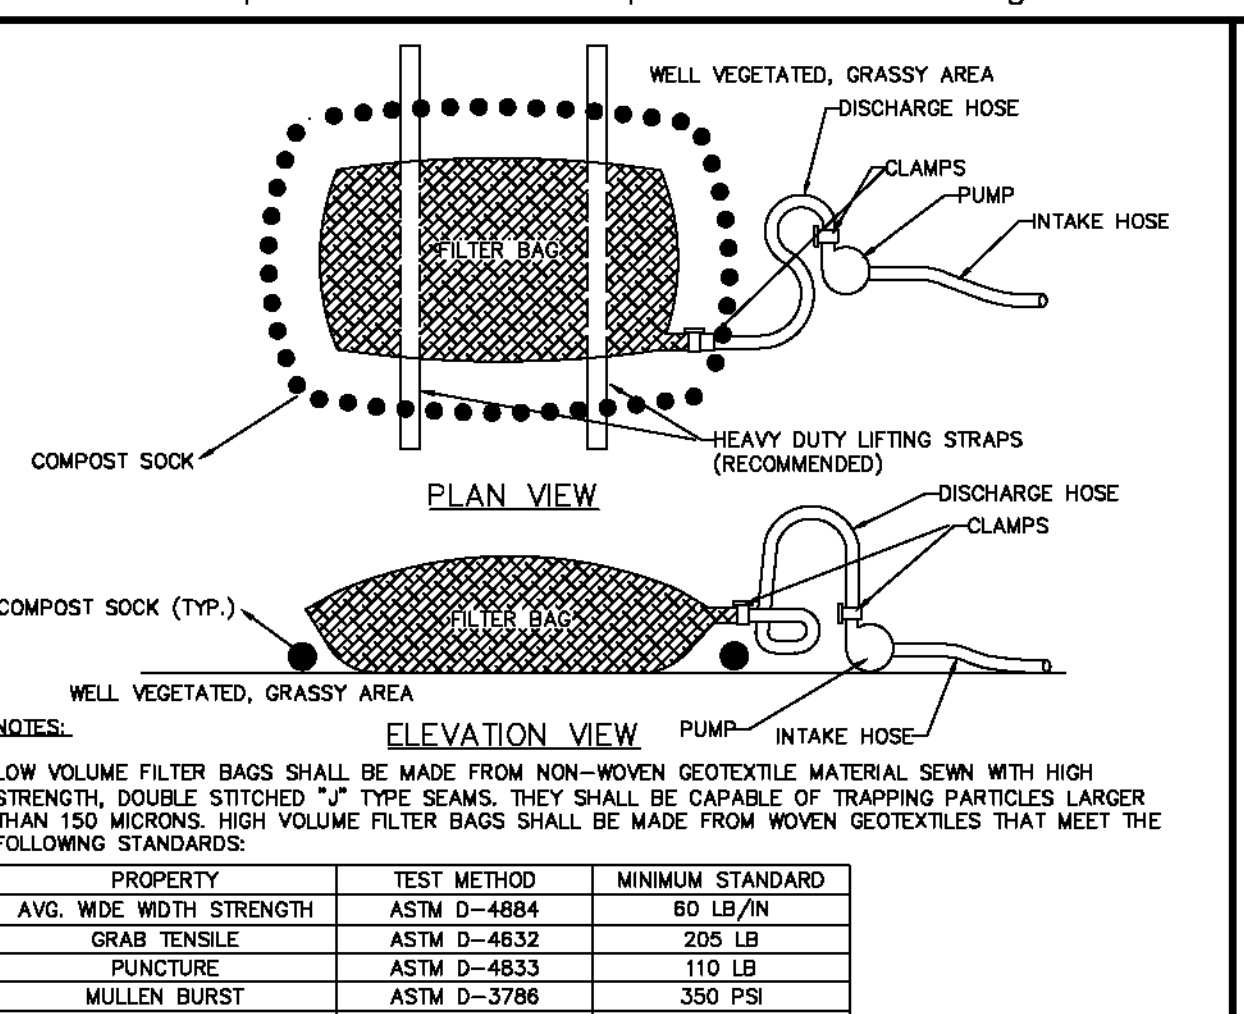 WELL VEGETATED, GRASSY AREA
DISCHARGE HOSE
CLAMPS
PUMP
INTAKE HOSE
FILTER BAG
HEAVY DUTY LIFTING STRAPS
(RECOMMENDED)
COMPOST SOCK
PLAN VIEW
DISCHARGE HOSE
CLAMPS
COMPOST SOCK (TYP.)
FILTER BAG
WELL VEGETATED, GRASSY AREA
PUMP
INTAKE HOSE
ELEVATION VIEW
NOTES:
LOW VOLUME FILTER BAGS SHALL BE MADE FROM NON-WOVEN GEOTEXTILE MATERIAL SEWN WITH HIGH
STRENGTH, DOUBLE STITCHED "J" TYPE SEAMS. THEY SHALL BE CAPABLE OF TRAPPING PARTICLES LARGER
THAN 150 MICRONS. HIGH VOLUME FILTER BAGS SHALL BE MADE FROM WOVEN GEOTEXTILES THAT MEET THE
FOLLOWING STANDARDS:
PROPERTY TEST METHOD MINIMUM STANDARD
AVG. WIDE WIDTH STRENGTH ASTM D-4884 60 LB/IN
GRAB TENSILE ASTM D-4632 205 LB
PUNCTURE ASTM D-4833 110 LB
MULLEN BURST ASTM D-3786 350 PSI